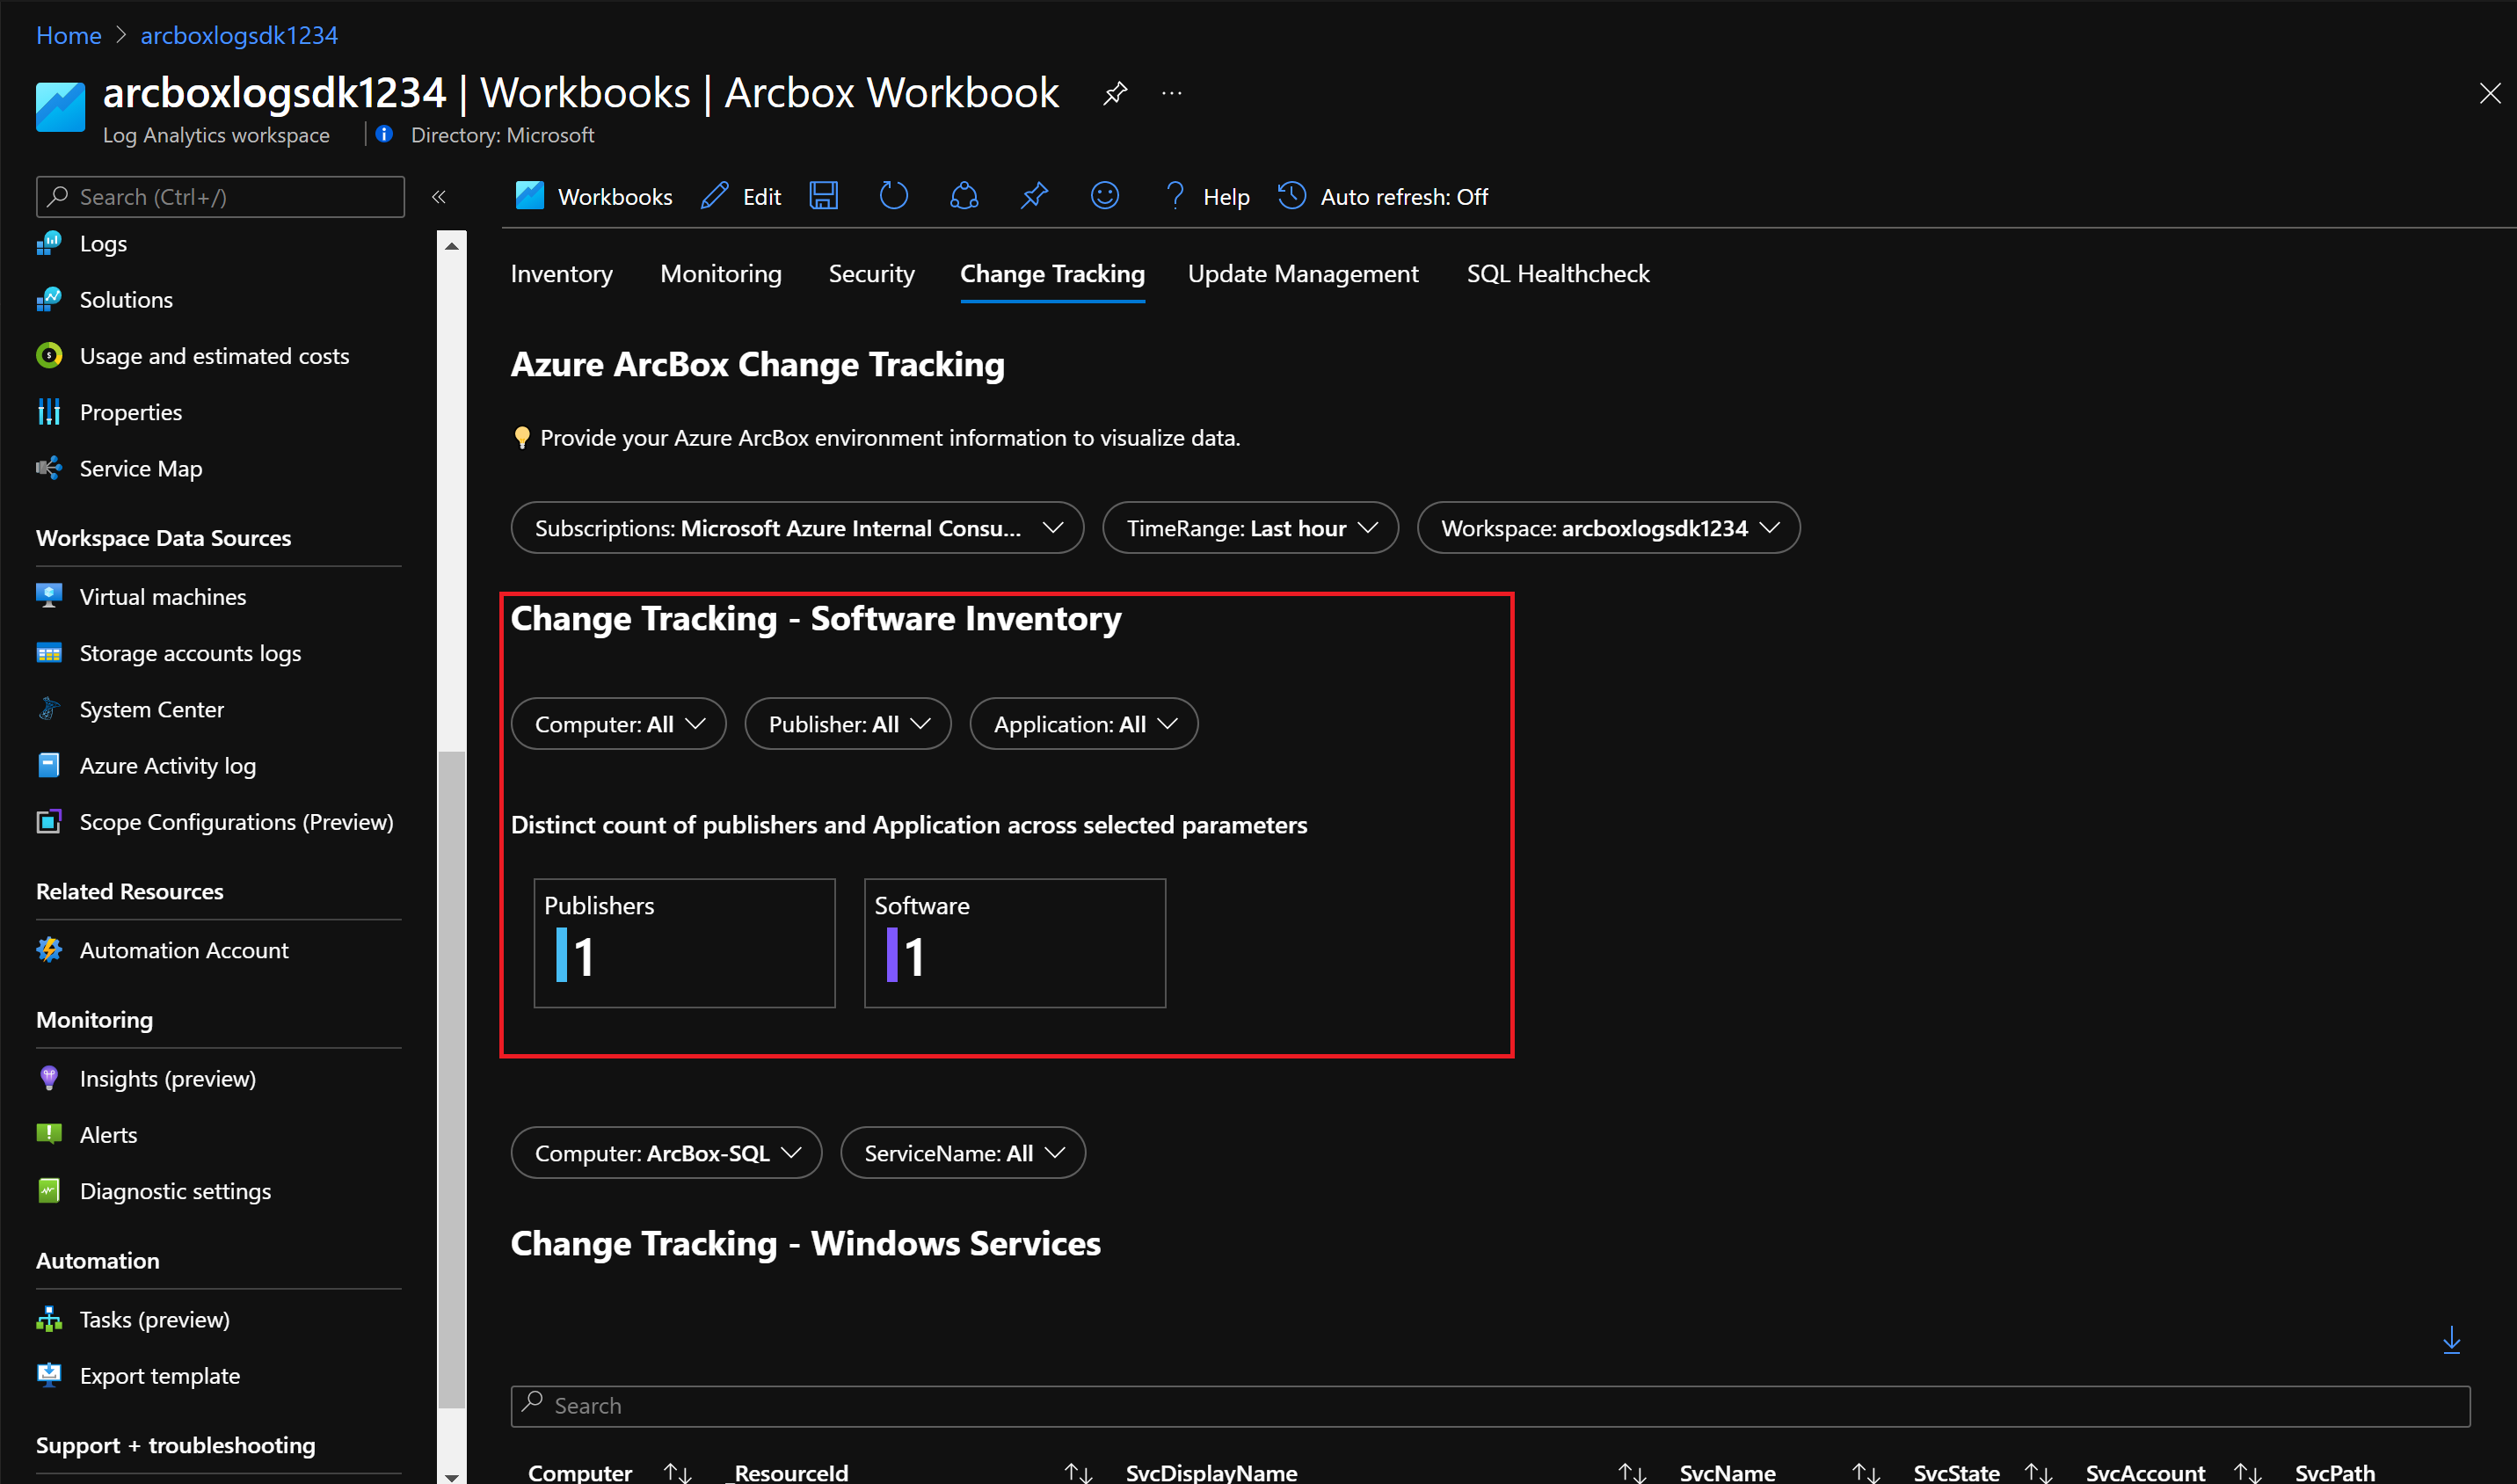 Home > arcboxlogsdk1234
arcboxlogsdk1234 | Workbooks | Arcbox Workbook ...
Log Analytics workspace | Directory: Microsoft
Search (Ctrl+/) «
Logs
Solutions
Usage and estimated costs
Properties
Service Map
Workspace Data Sources
Virtual machines
Storage accounts logs
System Center
Azure Activity log
Scope Configurations (Preview)
Related Resources
Automation Account
Monitoring
Insights (preview)
Alerts
Diagnostic settings
Automation
Tasks (preview)
Export template
Support + troubleshooting
Workbooks Edit Help Auto refresh: Off
Inventory Monitoring Security Change Tracking Update Management SQL Healthcheck
Azure ArcBox Change Tracking
Provide your Azure ArcBox environment information to visualize data.
Subscriptions: Microsoft Azure Internal Consu... TimeRange: Last hour Workspace: arcboxlogsdk1234
Change Tracking - Software Inventory
Computer: All Publisher: All Application: All
Distinct count of publishers and Application across selected parameters
Publishers Software
1 1
Computer: ArcBox-SQL ServiceName: All
Change Tracking - Windows Services
Search
Computer _ResourceId SvcDisplayName SvcName SvcState SvcAccount SvcPath